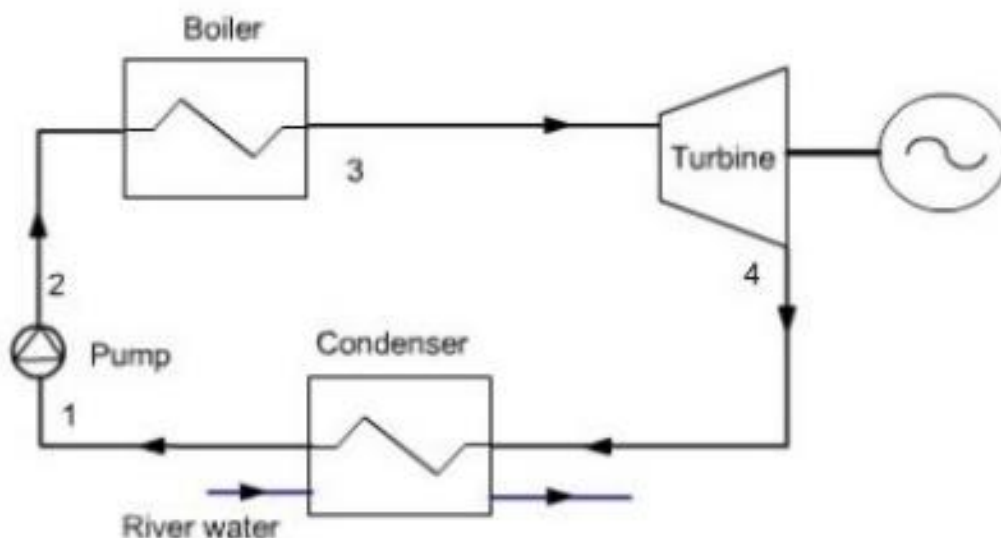 Boiler
3
Turbine
4
2
Pump
Condenser
1
River water